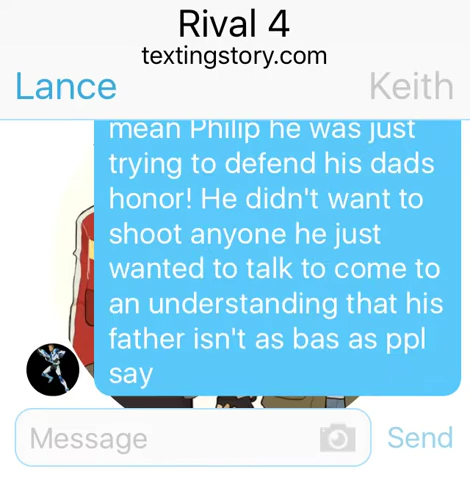 Rival 4
textingstory.com
Lance Keith
mean Philip he was just
trying to defend his dads
honor! He didn't want to
shoot anyone he just
wanted to talk to come to
an understanding that his
father isn't as bas as ppl
say
Message Send